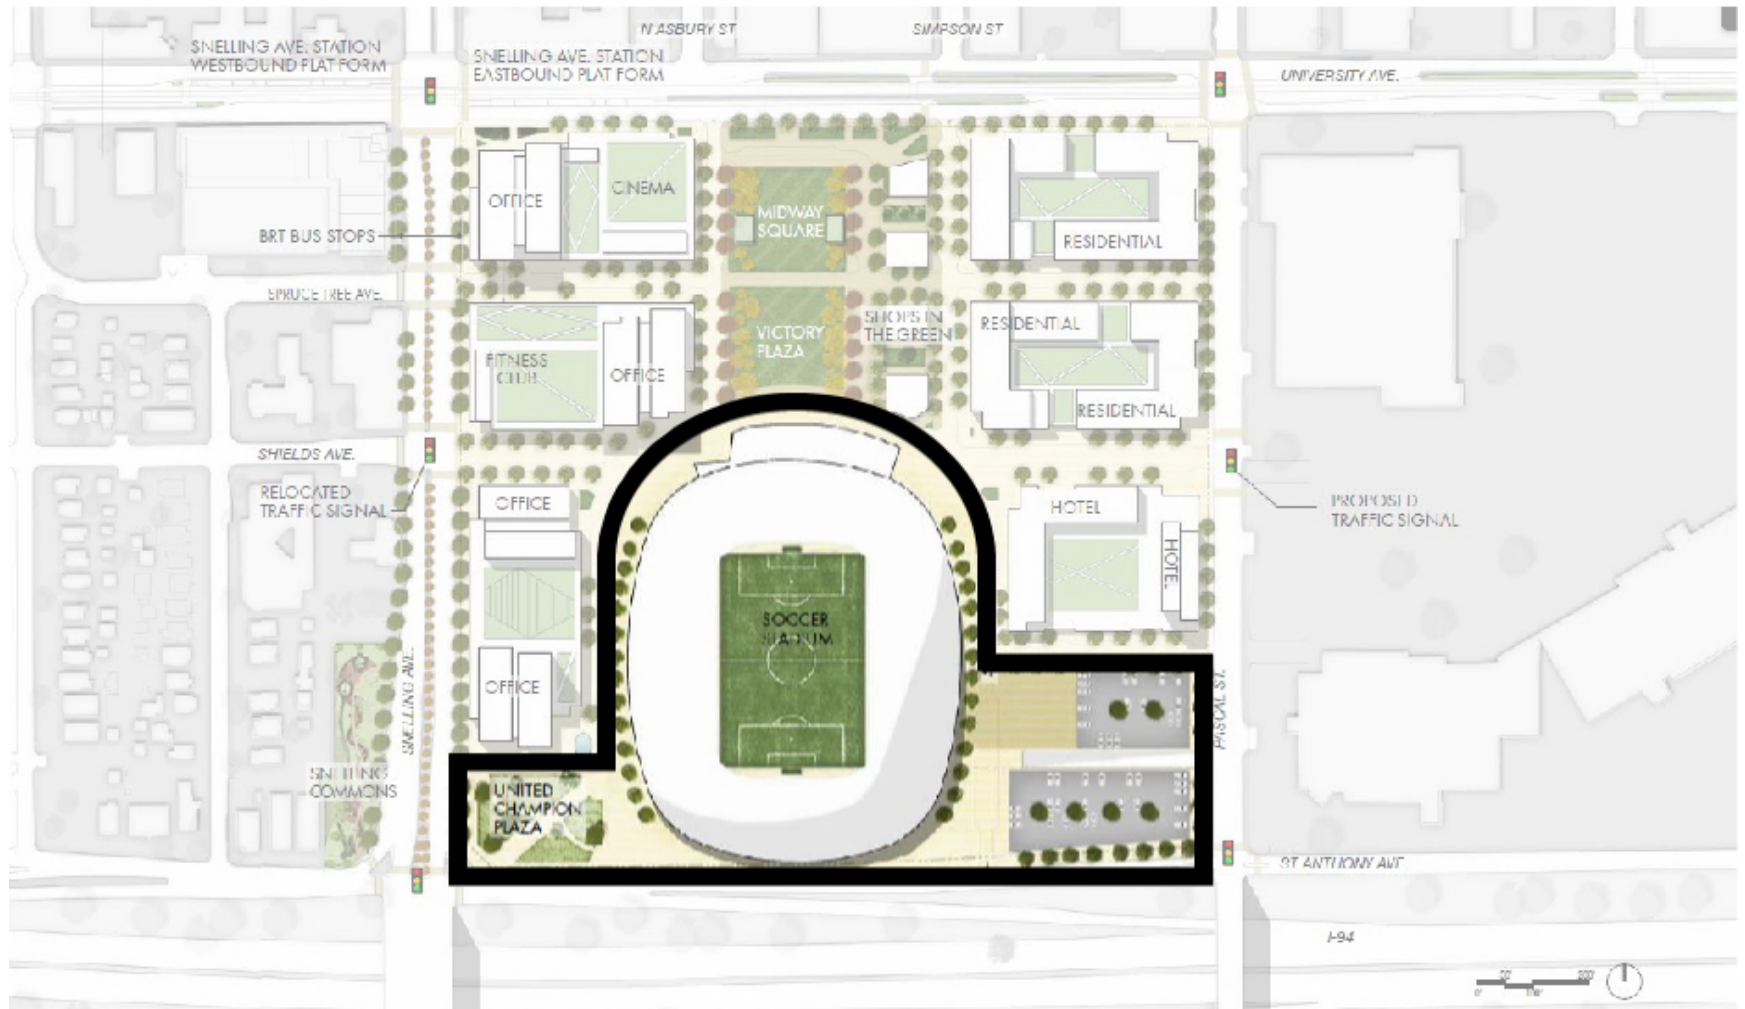 N ASBURY ST
SIMPSON ST
SNELLING AVE. STATION
WESTBOUND PLATFORM
SNELLING AVE. STATION
EASTBOUND PLATFORM
UNIVERSITY AVE.
OFFICE
CINEMA
MIDWAY
SQUARE
BRT BUS STOPS
RESIDENTIAL
SPRUCE TREE AVE.
SHOPS IN
THE GREEN
VICTORY
PLAZA
RESIDENTIAL
FITNESS
CLUB
OFFICE
RESIDENTIAL
SHIELDS AVE.
RELOCATED
TRAFFIC SIGNAL
OFFICE
HOTEL
PROPOSED
TRAFFIC SIGNAL
HOTEL
SOCCER
STADIUM
OFFICE
SNELLING AVE.
PASCAL ST.
SNELLING
COMMONS
UNITED
CHAMPION
PLAZA
ST ANTHONY AVE.
I-94